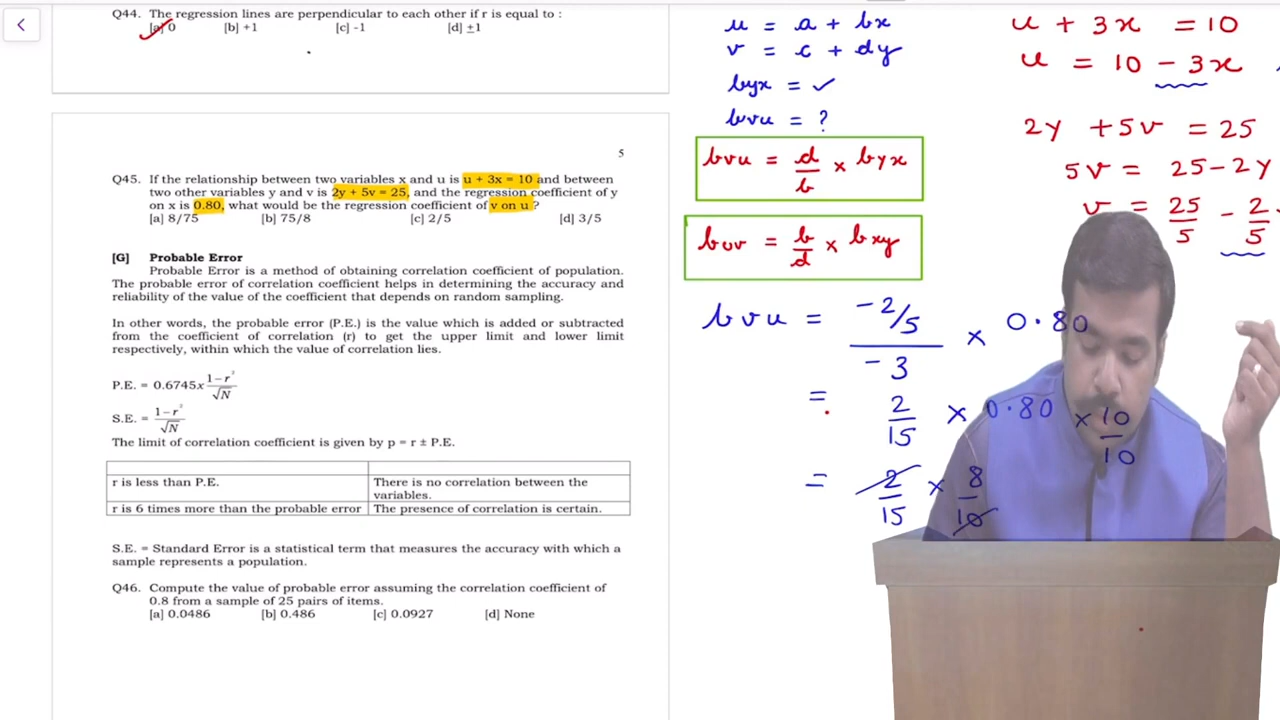 Q44. The regression lines are perpendicular to each other if r is equal to :
[a] 0 [b] +1 [c] -1 [d] ±1
5
Q45. If the relationship between two variables x and u is u + 3x = 10 and between
two other variables y and v is 2y + 5v = 25, and the regression coefficient of y
on x is 0.80, what would be the regression coefficient of v on u ?
[a] 8/75 [b] 75/8 [c] 2/5 [d] 3/5
[G] Probable Error
Probable Error is a method of obtaining correlation coefficient of population.
The probable error of correlation coefficient helps in determining the accuracy and
reliability of the value of the coefficient that depends on random sampling.
In other words, the probable error (P.E.) is the value which is added or subtracted
from the coefficient of correlation (r) to get the upper limit and lower limit
respectively, within which the value of correlation lies.
P.E. = 0.6745x 1−r² / √N
S.E. = 1−r² / √N
The limit of correlation coefficient is given by p = r ± P.E.
r is less than P.E. There is no correlation between the
variables.
r is 6 times more than the probable error The presence of correlation is certain.
S.E. = Standard Error is a statistical term that measures the accuracy with which a
sample represents a population.
Q46. Compute the value of probable error assuming the correlation coefficient of
0.8 from a sample of 25 pairs of items.
[a] 0.0486 [b] 0.486 [c] 0.0927 [d] None
u = a + bx
v = c + dy
byx = ✓
bvu = ?
bvu = d/b × byx
buv = b/d × bxy
bvu = -2/5 / -3 × 0.80
= 2/15 × 0.80 × 10/10
= 2/15 × 8/10
u + 3x = 10
u = 10 - 3x
2y + 5v = 25
5v = 25 - 2y
v = 25/5 - 2/5